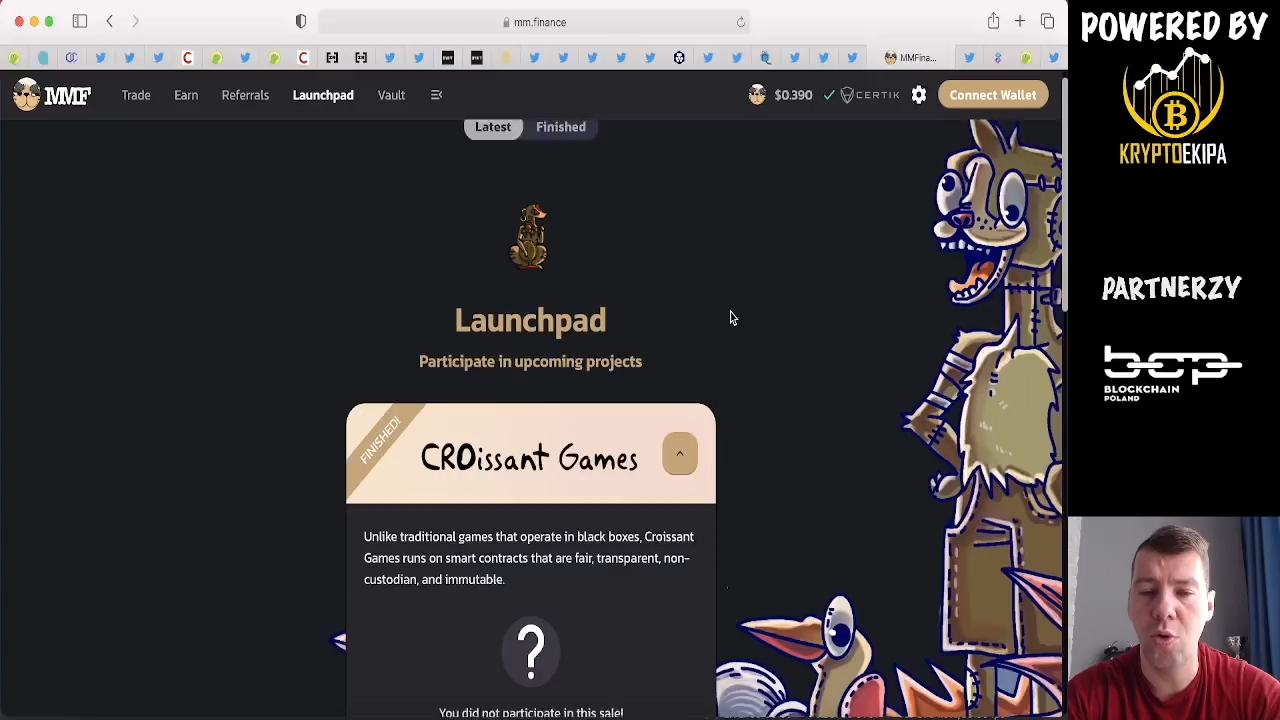 mm.finance
MMFina...
MMF
Trade
Earn
Referrals
Launchpad
Vault
$0.390
CERTIK
Connect Wallet
Latest
Finished
Launchpad
Participate in upcoming projects
FINISHED!
CROissant Games
Unlike traditional games that operate in black boxes, Croissant
Games runs on smart contracts that are fair, transparent, non-
custodian, and immutable.
?
You did not participate in this sale!
POWERED BY
KRYPTOEKIPA
PARTNERZY
bcp
BLOCKCHAIN
POLAND